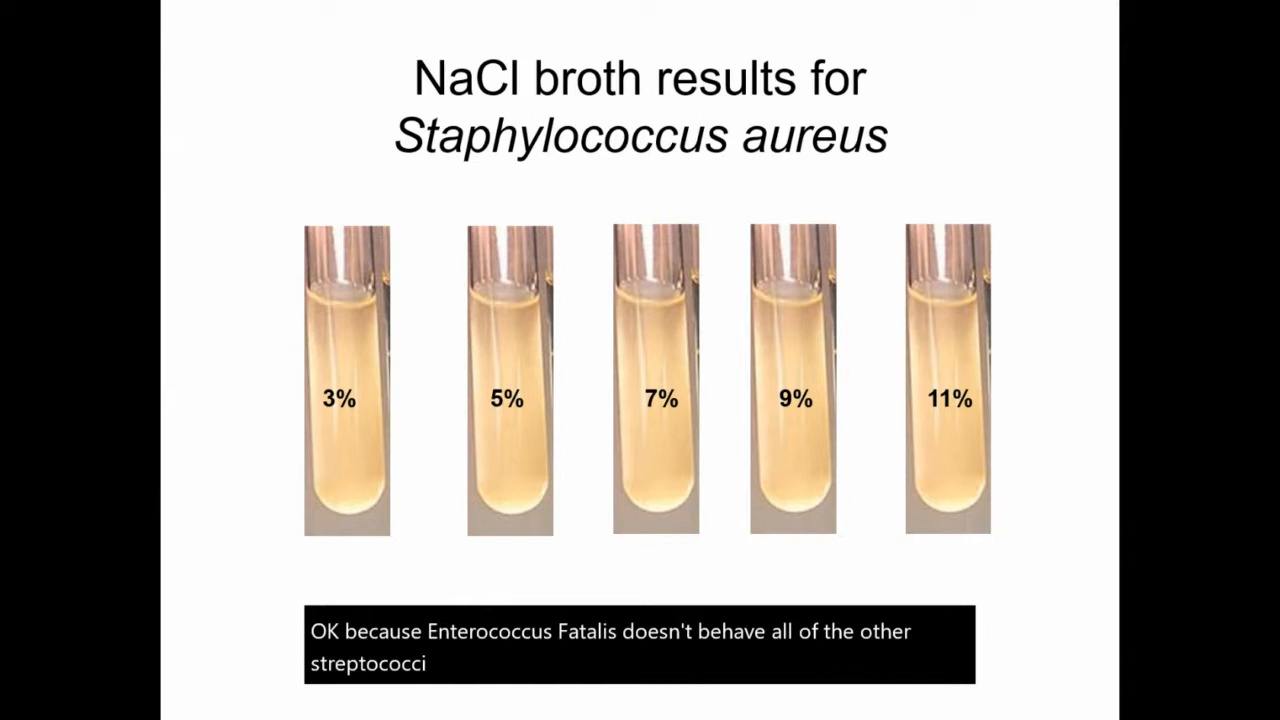 NaCl broth results for
Staphylococcus aureus
3%
5%
7%
9%
11%
OK because Enterococcus Fatalis doesn't behave all of the other
streptococci